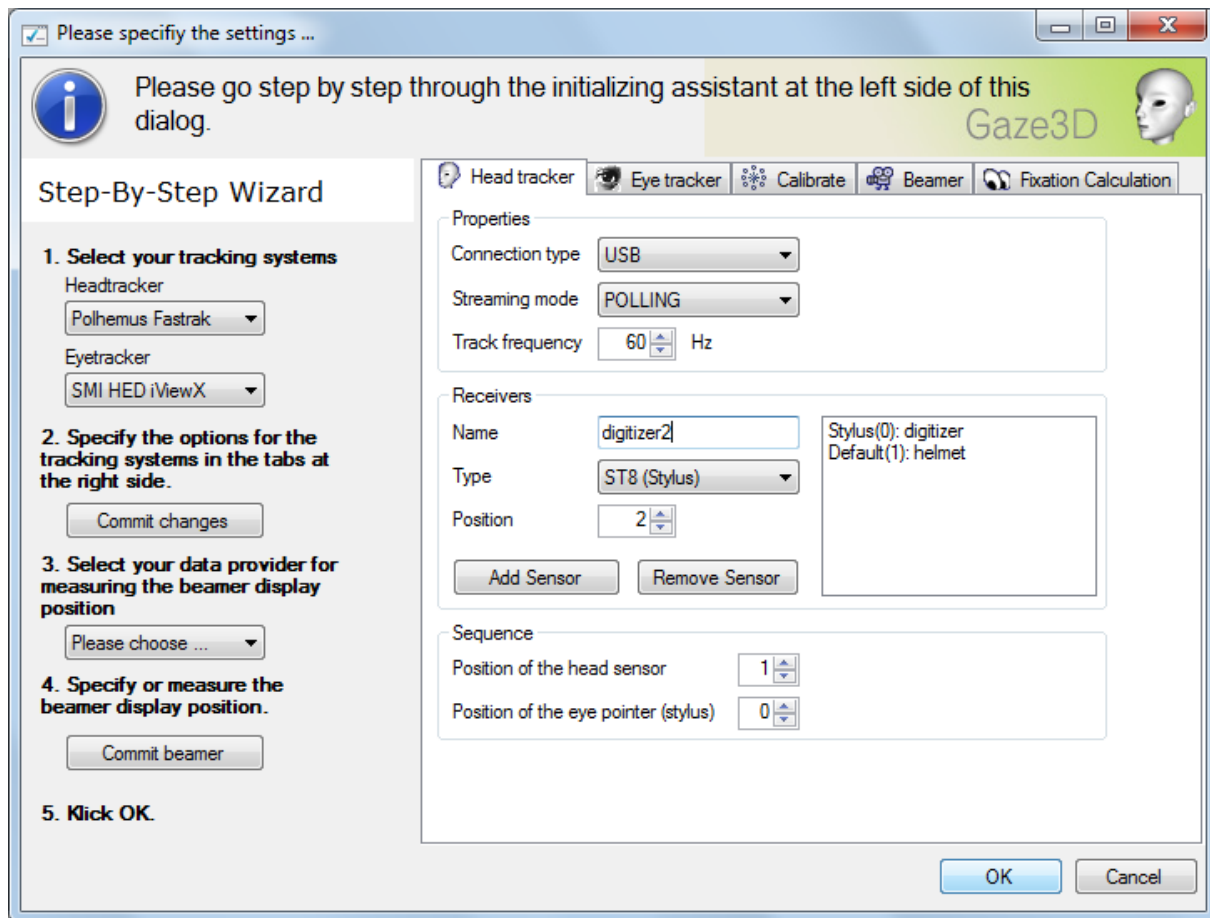 Please specifiy the settings ...
Please go step by step through the initializing assistant at the left side of this
dialog.
Gaze3D
Step-By-Step Wizard
1. Select your tracking systems
Headtracker
Polhemus Fastrak
Eyetracker
SMI HED iViewX
2. Specify the options for the
tracking systems in the tabs at
the right side.
Commit changes
3. Select your data provider for
measuring the beamer display
position
Please choose ...
4. Specify or measure the
beamer display position.
Commit beamer
5. Klick OK.
Head tracker
Eye tracker
Calibrate
Beamer
Fixation Calculation
Properties
Connection type USB
Streaming mode POLLING
Track frequency 60 Hz
Receivers
Name digitizer2
Type ST8 (Stylus)
Position 2
Add Sensor
Remove Sensor
Stylus(0): digitizer
Default(1): helmet
Sequence
Position of the head sensor 1
Position of the eye pointer (stylus) 0
OK
Cancel